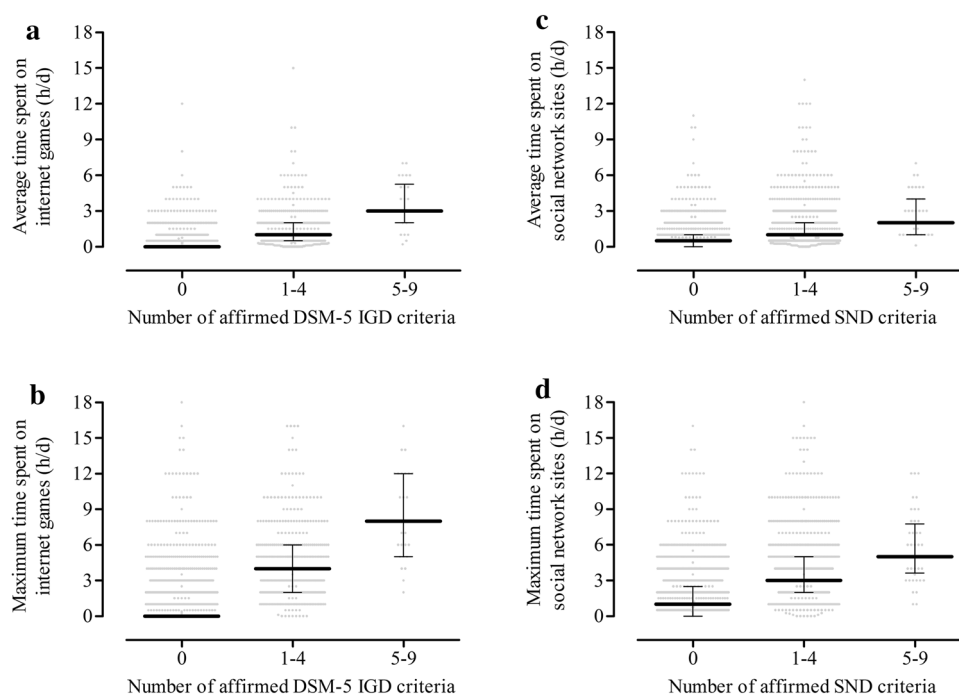 a
Average time spent on
internet games (h/d)
18
15
12
9
6
3
0
0 1-4 5-9
Number of affirmed DSM-5 IGD criteria
c
Average time spent on
social network sites (h/d)
18
15
12
9
6
3
0
0 1-4 5-9
Number of affirmed SND criteria
b
Maximum time spent on
internet games (h/d)
18
15
12
9
6
3
0
0 1-4 5-9
Number of affirmed DSM-5 IGD criteria
d
Maximum time spent on
social network sites (h/d)
18
15
12
9
6
3
0
0 1-4 5-9
Number of affirmed SND criteria